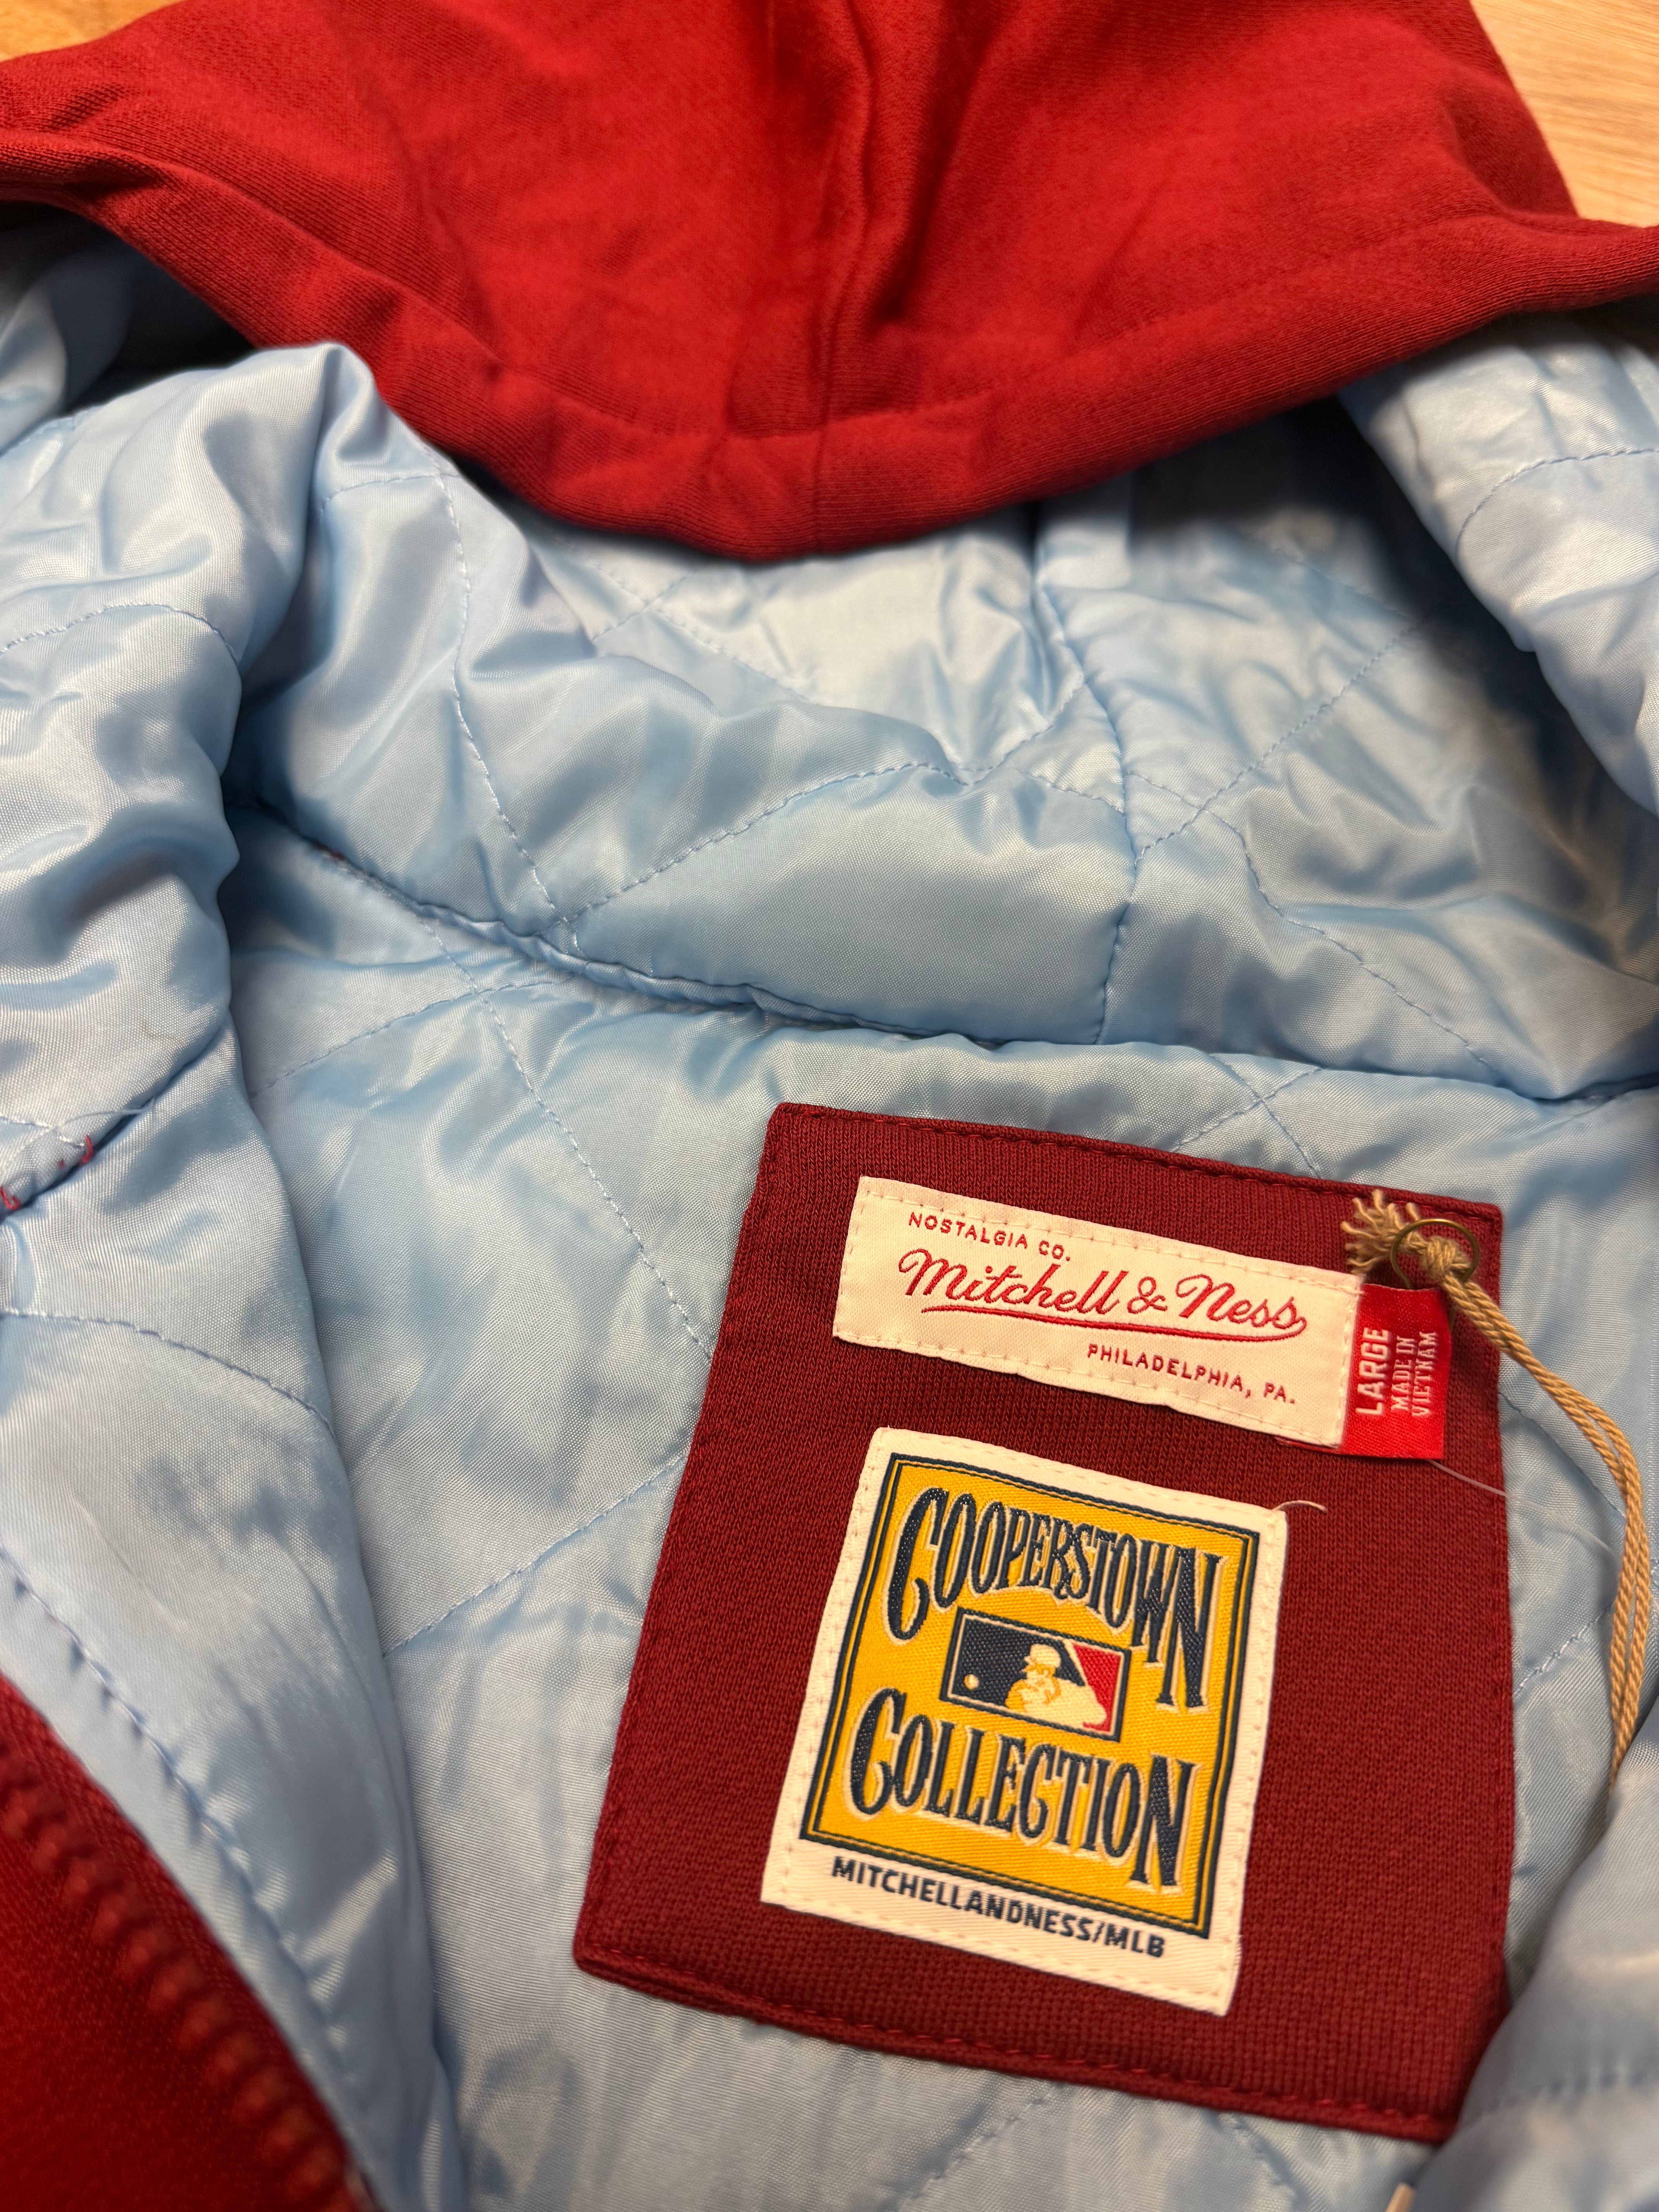 NOSTALGIA CO.
Mitchell & Ness
PHILADELPHIA, PA.
LARGE
MADE IN
VIETNAM
COOPERSTOWN
COLLECTION
MITCHELLANDNESS/MLB